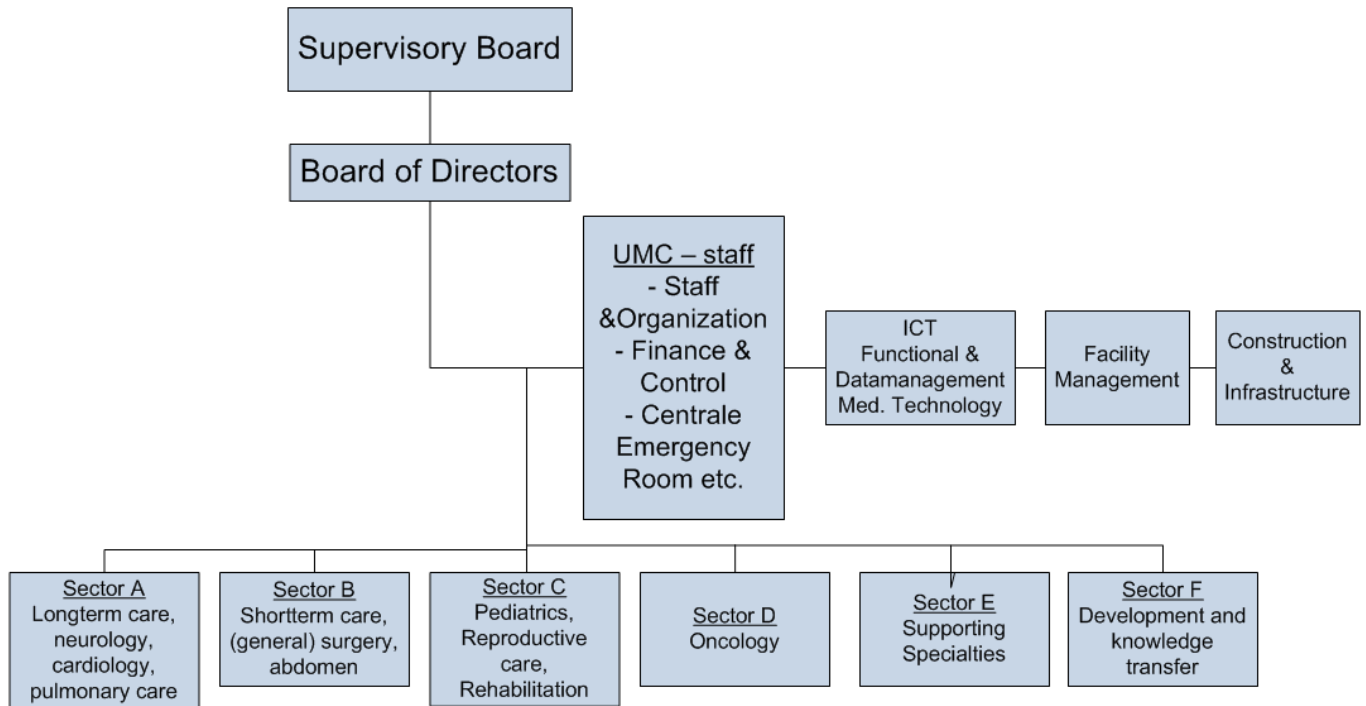 Supervisory Board
Board of Directors
UMC – staff
- Staff
&Organization
- Finance &
Control
- Centrale
Emergency
Room etc.
ICT
Functional &
Datamanagement
Med. Technology
Facility
Management
Construction
&
Infrastructure
Sector A
Longterm care,
neurology,
cardiology,
pulmonary care
Sector B
Shortterm care,
(general) surgery,
abdomen
Sector C
Pediatrics,
Reproductive
care,
Rehabilitation
Sector D
Oncology
Sector E
Supporting
Specialties
Sector F
Development and
knowledge
transfer